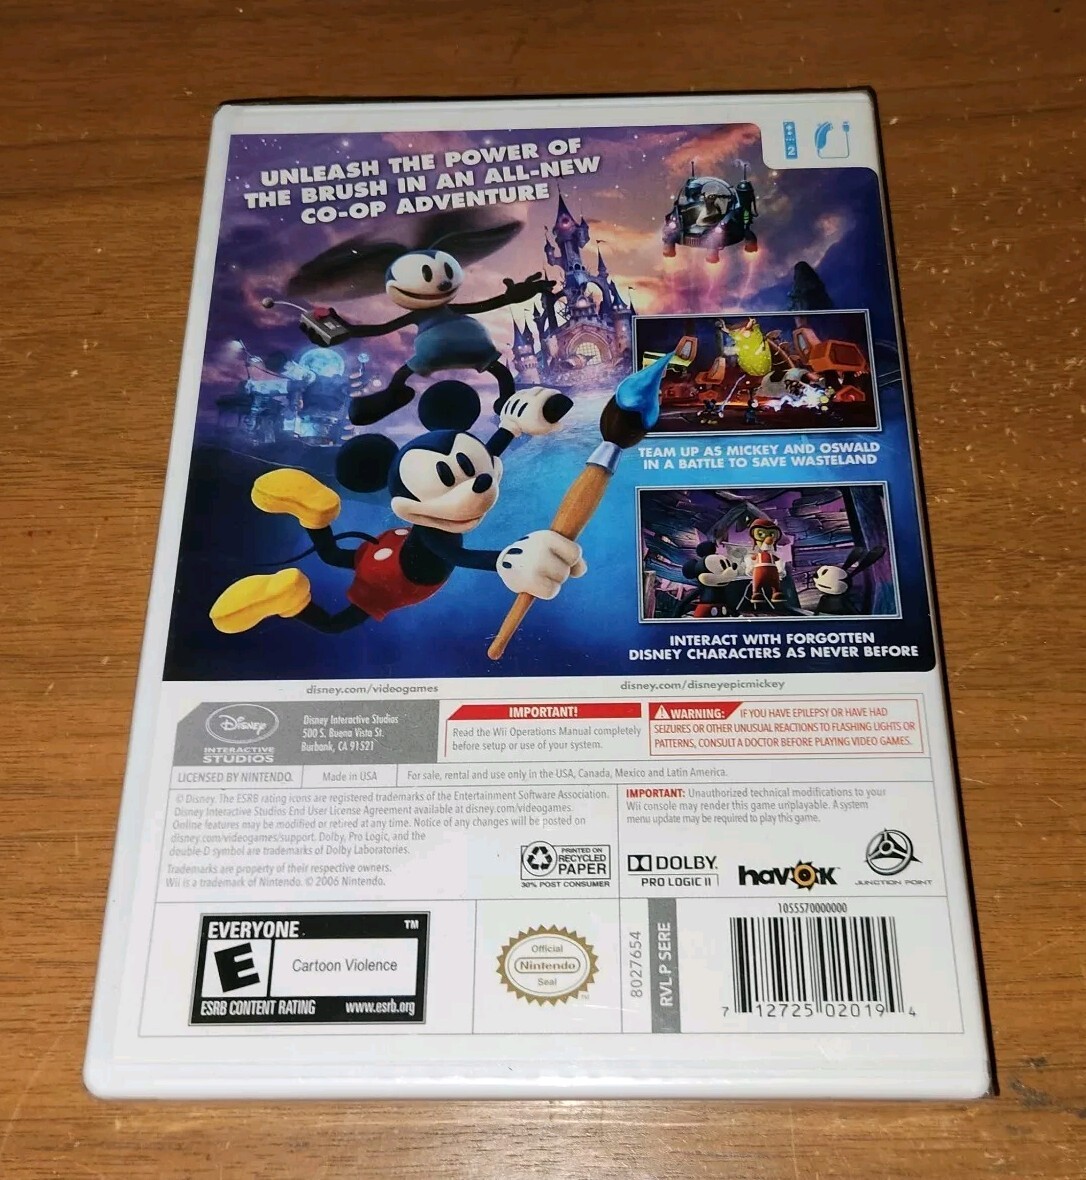 UNLEASH THE POWER OF
THE BRUSH IN AN ALL-NEW
CO-OP ADVENTURE
2
TEAM UP AS MICKEY AND OSWALD
IN A BATTLE TO SAVE WASTELAND
INTERACT WITH FORGOTTEN
DISNEY CHARACTERS AS NEVER BEFORE
disney.com/videogames
disney.com/disneyepicmickey
Disney
INTERACTIVE
STUDIOS
Disney Interactive Studios
500 S. Buena Vista St.
Burbank, CA 91521
IMPORTANT!
Read the Wii Operations Manual completely
before setup or use of your system.
WARNING: IF YOU HAVE EPILEPSY OR HAVE HAD
SEIZURES OR OTHER UNUSUAL REACTIONS TO FLASHING LIGHTS OR
PATTERNS, CONSULT A DOCTOR BEFORE PLAYING VIDEO GAMES.
LICENSED BY NINTENDO.
Made in USA
For sale, rental and use only in the USA, Canada, Mexico and Latin America.
© Disney. The ESRB rating icons are registered trademarks of the Entertainment Software Association.
Disney Interactive Studios End User License Agreement available at disney.com/videogames
Online features may be modified or retired at any time. Notice of any changes will be posted on
disney.com/videogames/support. Dolby, Pro Logic, and the
double-D symbol are trademarks of Dolby Laboratories.
Trademarks are property of their respective owners.
Wii is a trademark of Nintendo. © 2006 Nintendo.
PRINTED ON
RECYCLED
PAPER
30% POST CONSUMER
IMPORTANT: Unauthorized technical modifications to your
Wii console may render this game unplayable. A system
menu update may be required to play this game.
DOLBY
PRO LOGIC II
havok
JUNCTION POINT
EVERYONE TM
E
Cartoon Violence
ESRB CONTENT RATING www.esrb.org
Official
Nintendo
Seal
8027654
RVL P SERE
1055570000000
7 12725 02019 4